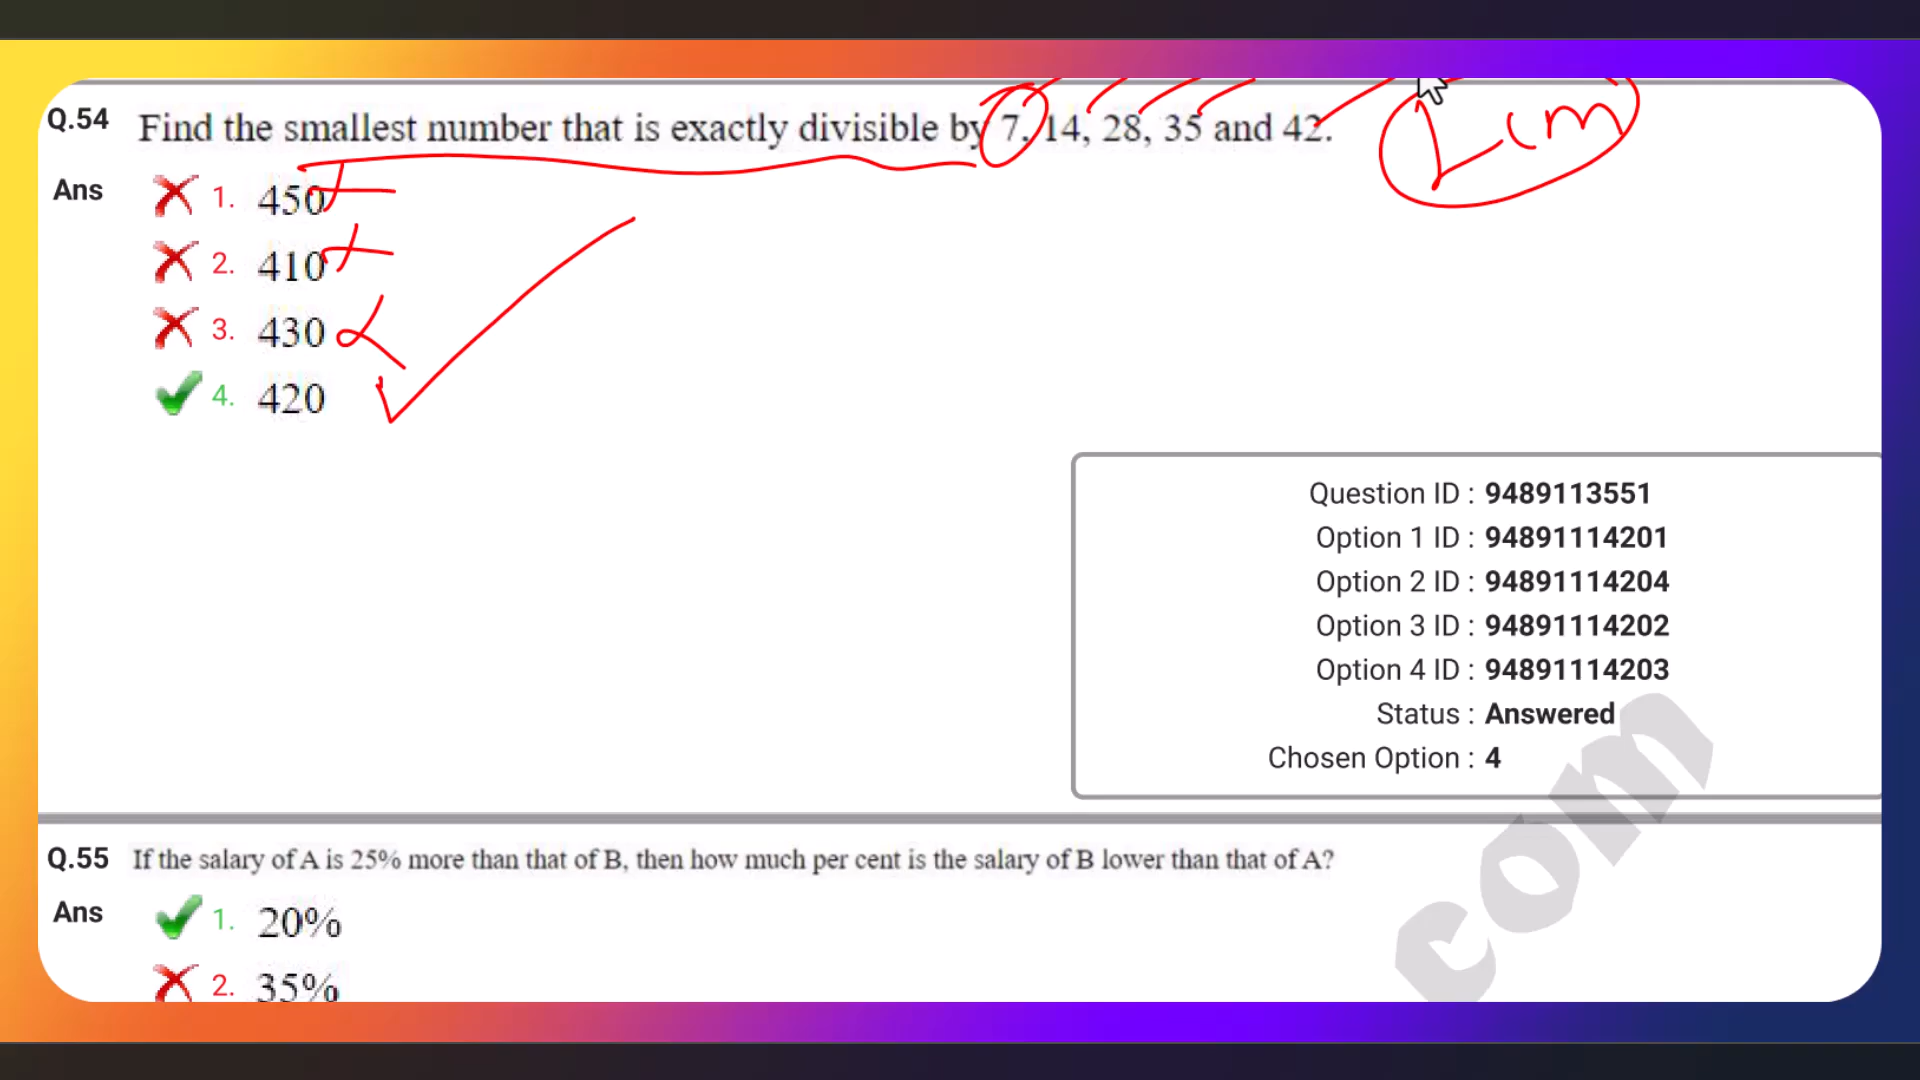 Q.54 Find the smallest number that is exactly divisible by 7, 14, 28, 35 and 42.
LCM
Ans 1. 450
2. 410
3. 430
4. 420
Question ID : 9489113551
Option 1 ID : 94891114201
Option 2 ID : 94891114204
Option 3 ID : 94891114202
Option 4 ID : 94891114203
Status : Answered
Chosen Option : 4
com
Q.55 If the salary of A is 25% more than that of B, then how much per cent is the salary of B lower than that of A?
Ans 1. 20%
2. 35%